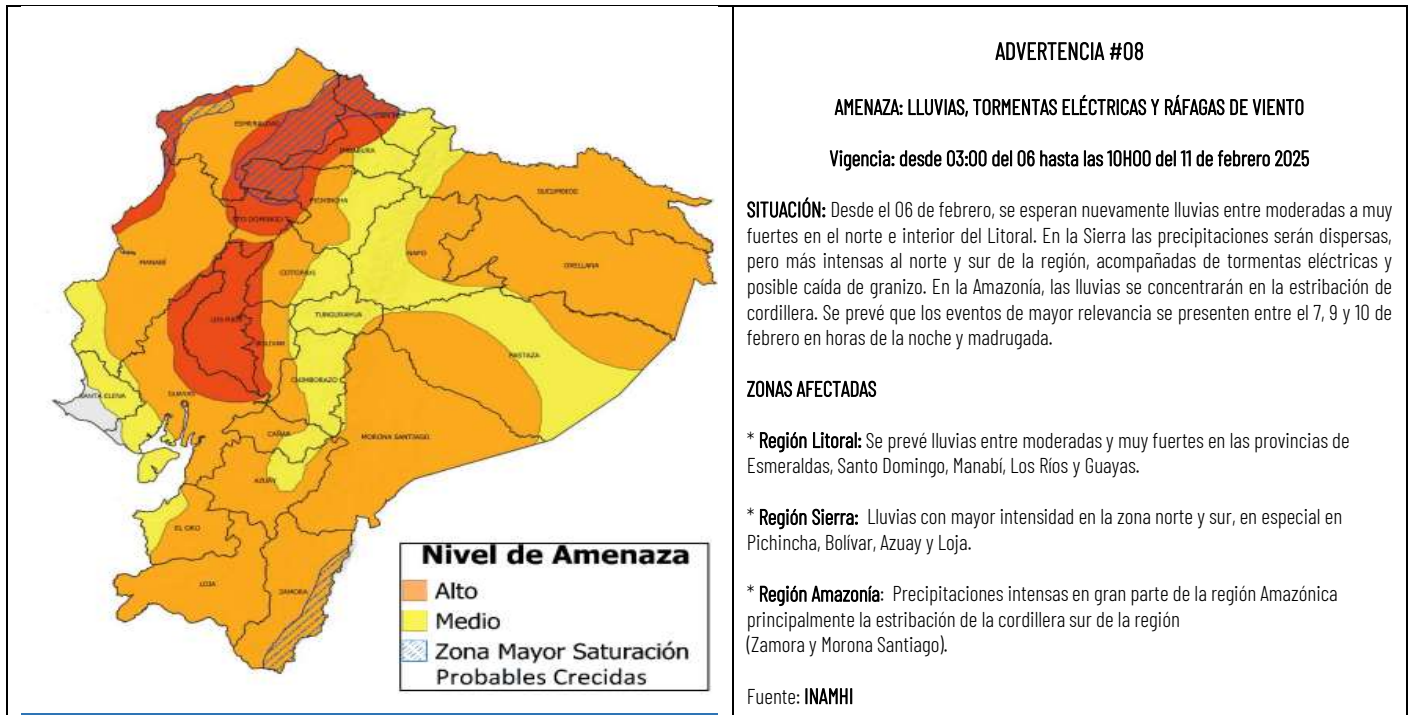 ESMERALDAS
CARCHI
IMBABURA
SUCUMBIOS
PICHINCHA
STO DOMINGO
NAPO
MANABÍ
ORELLANA
COTOPAXI
TUNGURAHUA
LOS RIOS
BOLIVAR
PASTAZA
CHIMBORAZO
SANTA ELENA
GUAYAS
CAÑAR
MORONA SANTIAGO
AZUAY
EL ORO
LOJA
ZAMORA
Nivel de Amenaza
Alto
Medio
Zona Mayor Saturación
Probables Crecidas
ADVERTENCIA #08
AMENAZA: LLUVIAS, TORMENTAS ELÉCTRICAS Y RÁFAGAS DE VIENTO
Vigencia: desde 03:00 del 06 hasta las 10H00 del 11 de febrero 2025
SITUACIÓN: Desde el 06 de febrero, se esperan nuevamente lluvias entre moderadas a muy
fuertes en el norte e interior del Litoral. En la Sierra las precipitaciones serán dispersas,
pero más intensas al norte y sur de la región, acompañadas de tormentas eléctricas y
posible caída de granizo. En la Amazonía, las lluvias se concentrarán en la estribación de
cordillera. Se prevé que los eventos de mayor relevancia se presenten entre el 7, 9 y 10 de
febrero en horas de la noche y madrugada.
ZONAS AFECTADAS
* Región Litoral: Se prevé lluvias entre moderadas y muy fuertes en las provincias de
Esmeraldas, Santo Domingo, Manabí, Los Ríos y Guayas.
* Región Sierra: Lluvias con mayor intensidad en la zona norte y sur, en especial en
Pichincha, Bolívar, Azuay y Loja.
* Región Amazonía: Precipitaciones intensas en gran parte de la región Amazónica
principalmente la estribación de la cordillera sur de la región
(Zamora y Morona Santiago).
Fuente: INAMHI